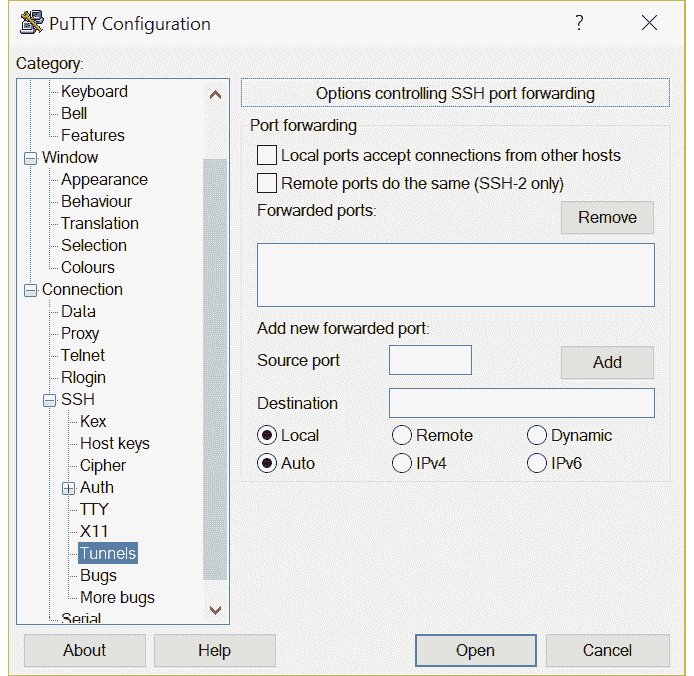 PuTTY Configuration
?
Category:
Keyboard
Bell
Features
Window
Appearance
Behaviour
Translation
Selection
Colours
Connection
Data
Proxy
Telnet
Rlogin
SSH
Kex
Host keys
Cipher
Auth
TTY
X11
Tunnels
Bugs
More bugs
Serial
Options controlling SSH port forwarding
Port forwarding
Local ports accept connections from other hosts
Remote ports do the same (SSH-2 only)
Forwarded ports:
Remove
Add new forwarded port:
Source port
Add
Destination
Local Remote Dynamic
Auto IPv4 IPv6
About Help Open Cancel